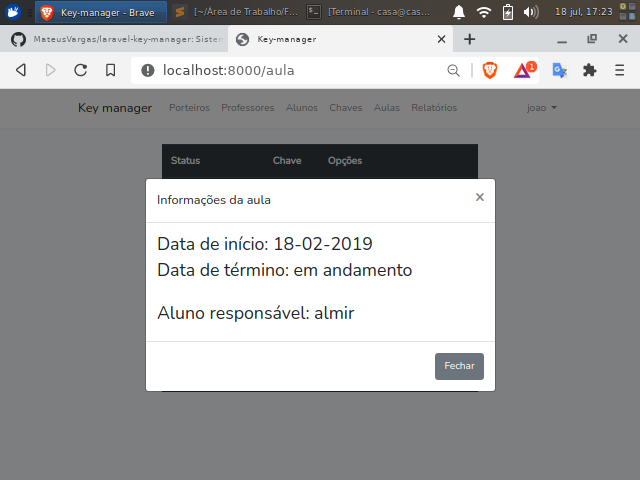 Key-manager - Brave
[~/Área de Trabalho/F...
[Terminal - casa@cas...
18 jul, 17:23
MateusVargas/laravel-key-manager: Sistem
Key-manager
localhost:8000/aula
1
Key manager
Porteiros
Professores
Alunos
Chaves
Aulas
Relatórios
joao
Status
Chave
Opções
Informações da aula
×
Data de início: 18-02-2019
Data de término: em andamento
Aluno responsável: almir
Fechar